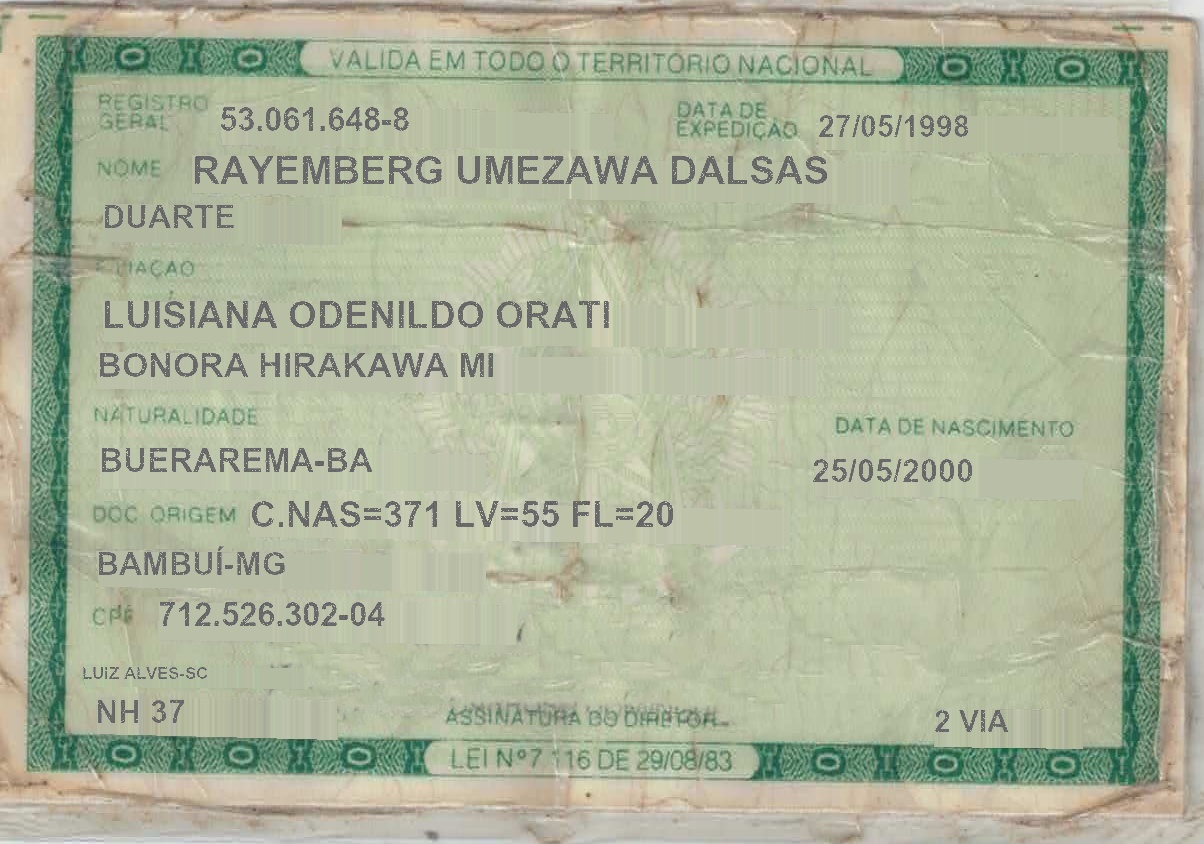 VALIDA EM TODO O TERRITORIO NACIONAL
REGISTRO GERAL 53.061.648-8 DATA DE EXPEDIÇÃO 27/05/1998
NOME RAYEMBERG UMEZAWA DALSAS
DUARTE
FILIAÇÃO
LUISIANA ODENILDO ORATI
BONORA HIRAKAWA MI
NATURALIDADE DATA DE NASCIMENTO
BUERAREMA-BA 25/05/2000
DOC ORIGEM C.NAS=371 LV=55 FL=20
BAMBUÍ-MG
CPF 712.526.302-04
LUIZ ALVES-SC
NH 37 ASSINATURA DO DIRETOR 2 VIA
LEI Nº 7 116 DE 29/08/83